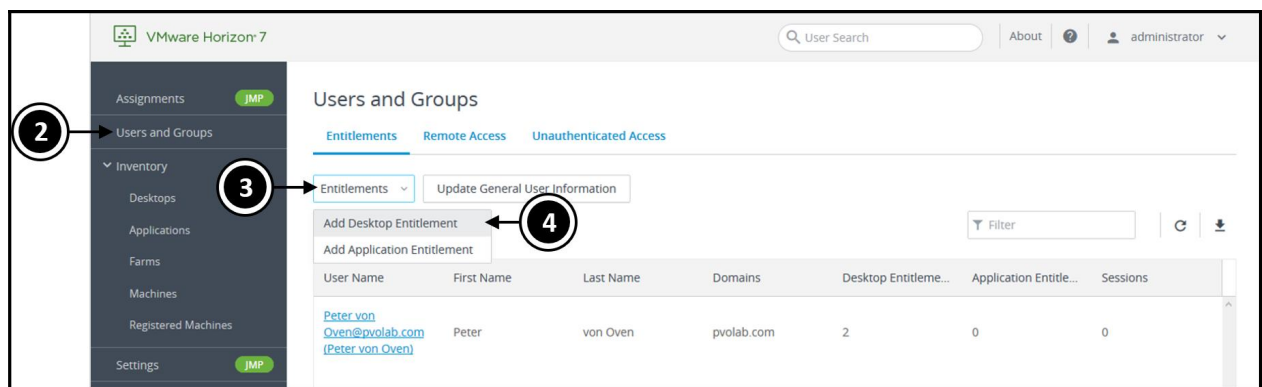 VMware Horizon 7
User Search
About
administrator
Assignments JMP
Users and Groups
Inventory
Desktops
Applications
Farms
Machines
Registered Machines
Settings JMP
2
3
4
Users and Groups
Entitlements Remote Access Unauthenticated Access
Entitlements Update General User Information
Add Desktop Entitlement
Add Application Entitlement
Filter
User Name First Name Last Name Domains Desktop Entitleme... Application Entitle... Sessions
Peter von
Oven@pvolab.com Peter von Oven pvolab.com 2 0 0
(Peter von Oven)